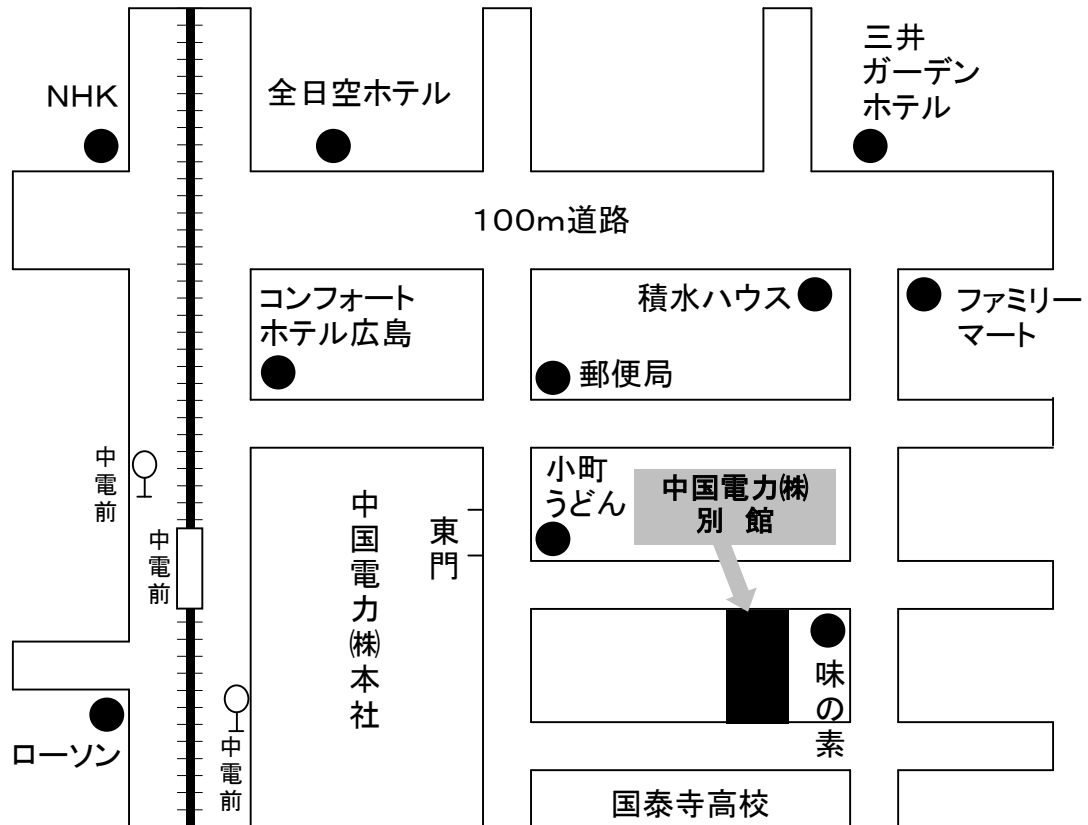 NHK
全日空ホテル
三井
ガーデン
ホテル
100m道路
コンフォート
ホテル広島
積水ハウス
ファミリー
マート
郵便局
中電前
小町
うどん
中国電力㈱
別 館
中電前
中国電力㈱本社
東門
ローソン
中電前
味の素
国泰寺高校